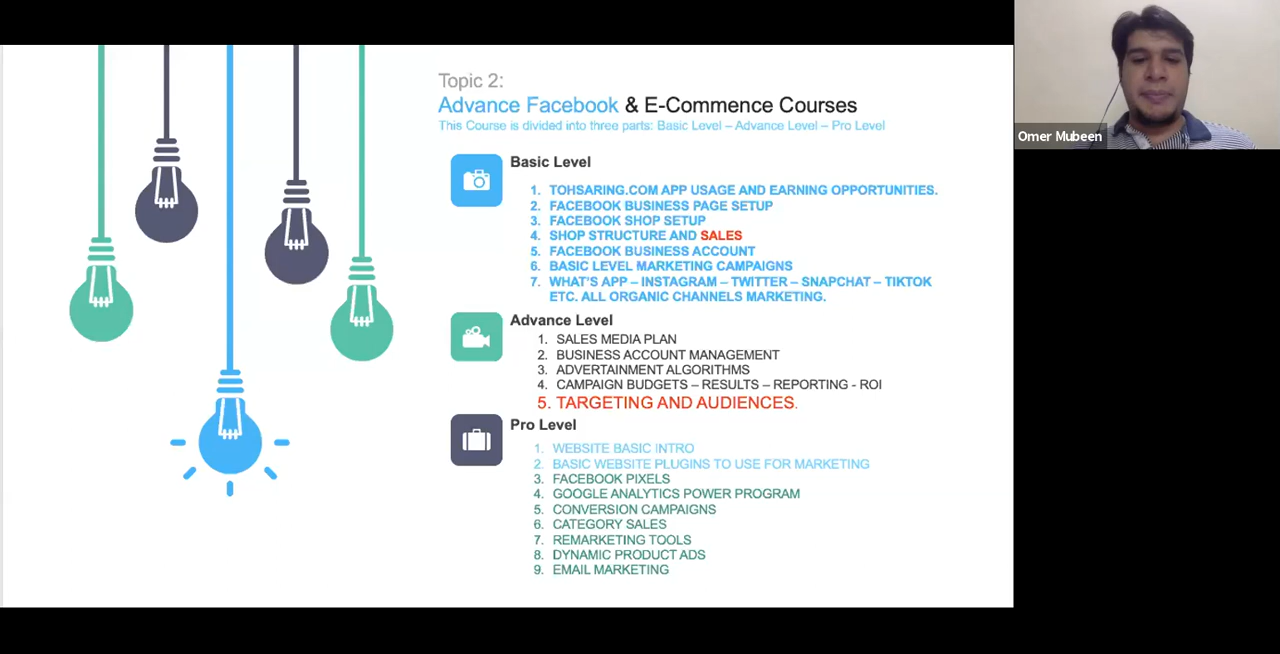 Topic 2:
Advance Facebook & E-Commence Courses
This Course is divided into three parts: Basic Level – Advance Level – Pro Level
Basic Level
1. TOHSARING.COM APP USAGE AND EARNING OPPORTUNITIES.
2. FACEBOOK BUSINESS PAGE SETUP
3. FACEBOOK SHOP SETUP
4. SHOP STRUCTURE AND SALES
5. FACEBOOK BUSINESS ACCOUNT
6. BASIC LEVEL MARKETING CAMPAIGNS
7. WHAT'S APP – INSTAGRAM – TWITTER – SNAPCHAT – TIKTOK
ETC. ALL ORGANIC CHANNELS MARKETING.
Advance Level
1. SALES MEDIA PLAN
2. BUSINESS ACCOUNT MANAGEMENT
3. ADVERTAINMENT ALGORITHMS
4. CAMPAIGN BUDGETS – RESULTS – REPORTING - ROI
5. TARGETING AND AUDIENCES.
Pro Level
1. WEBSITE BASIC INTRO
2. BASIC WEBSITE PLUGINS TO USE FOR MARKETING
3. FACEBOOK PIXELS
4. GOOGLE ANALYTICS POWER PROGRAM
5. CONVERSION CAMPAIGNS
6. CATEGORY SALES
7. REMARKETING TOOLS
8. DYNAMIC PRODUCT ADS
9. EMAIL MARKETING
Omer Mubeen